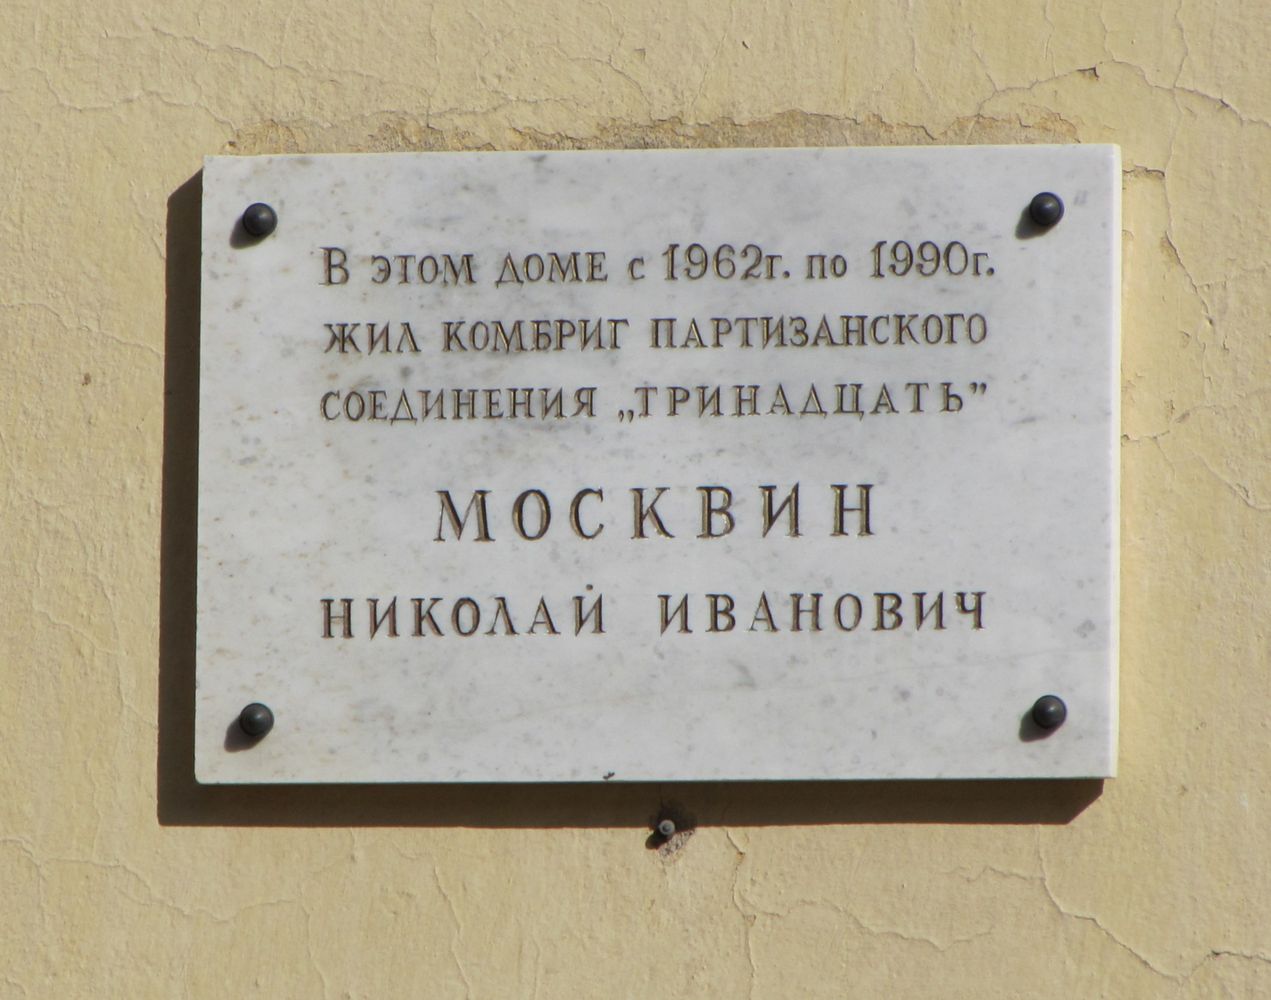 В этом доме с 1962г. по 1990г.
жил комбриг партизанского
соединения „Тринадцать”
МОСКВИН
НИКОЛАЙ ИВАНОВИЧ